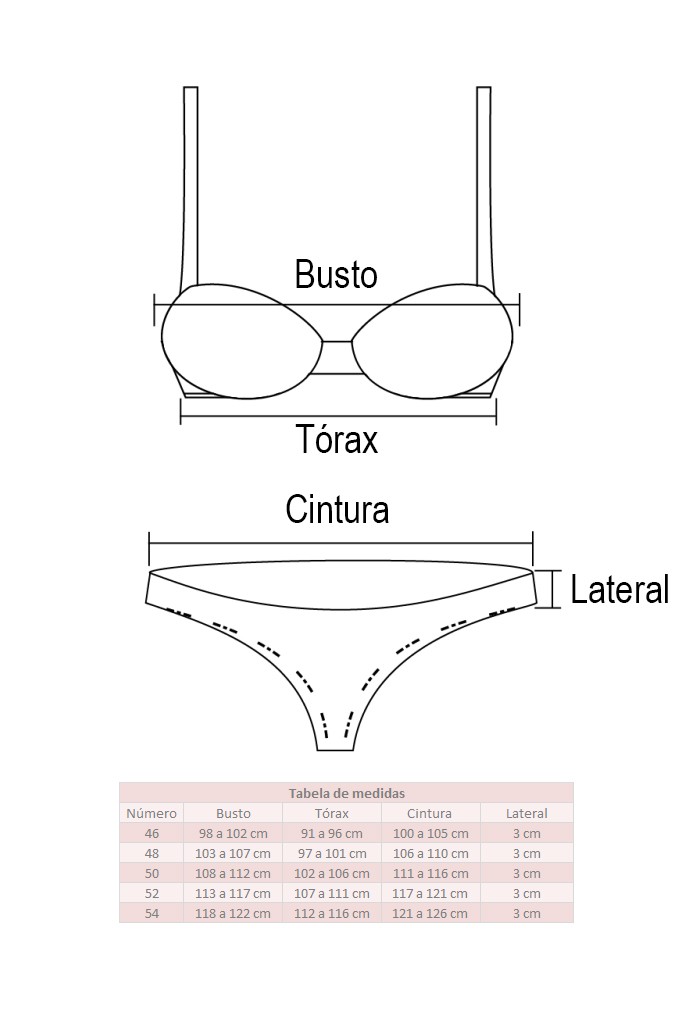 Busto
Tórax
Cintura
Lateral
Tabela de medidas
Número Busto Tórax Cintura Lateral
46 98 a 102 cm 91 a 96 cm 100 a 105 cm 3 cm
48 103 a 107 cm 97 a 101 cm 106 a 110 cm 3 cm
50 108 a 112 cm 102 a 106 cm 111 a 116 cm 3 cm
52 113 a 117 cm 107 a 111 cm 117 a 121 cm 3 cm
54 118 a 122 cm 112 a 116 cm 121 a 126 cm 3 cm